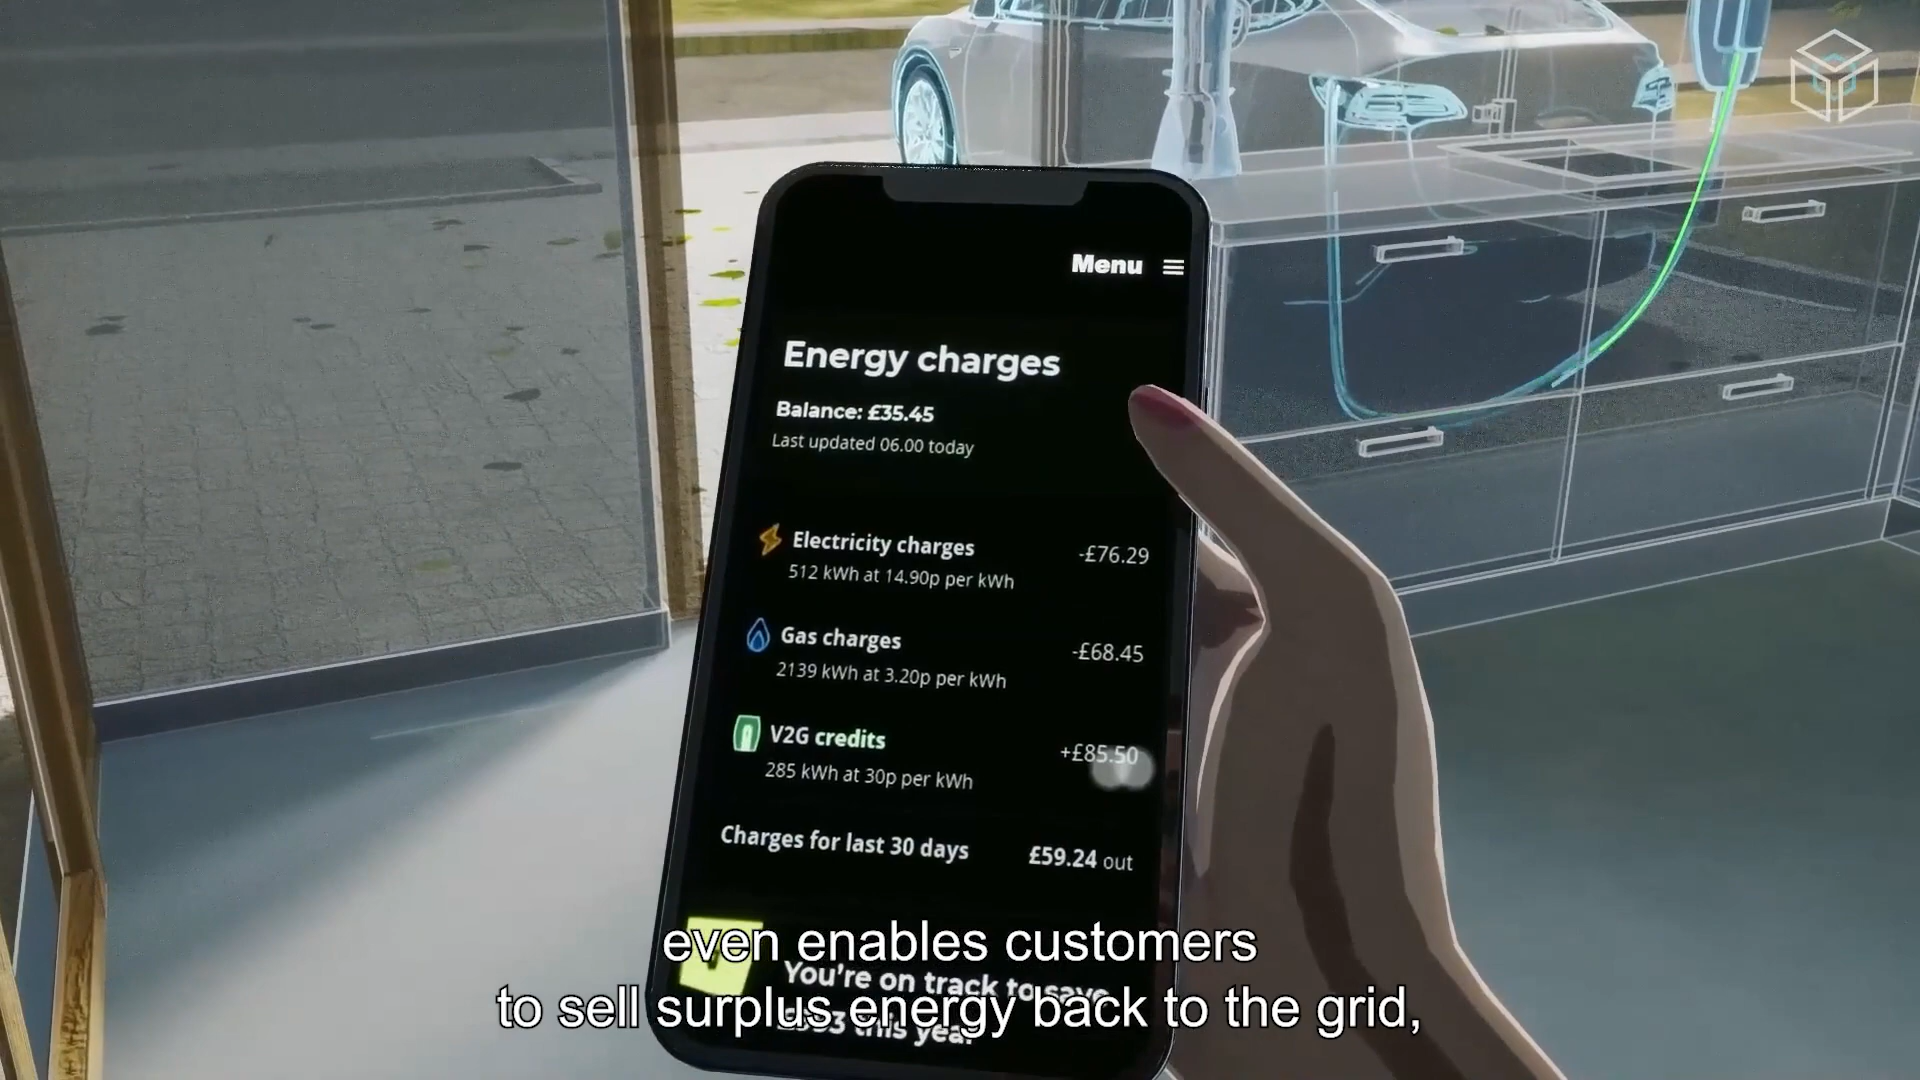 Menu
Energy charges
Balance: £35.45
Last updated 06.00 today
Electricity charges
-£76.29
512 kWh at 14.90p per kWh
Gas charges
-£68.45
2139 kWh at 3.20p per kWh
V2G credits
+£85.50
285 kWh at 30p per kWh
Charges for last 30 days
£59.24 out
You're on track to save
this year
even enables customers
to sell surplus energy back to the grid,